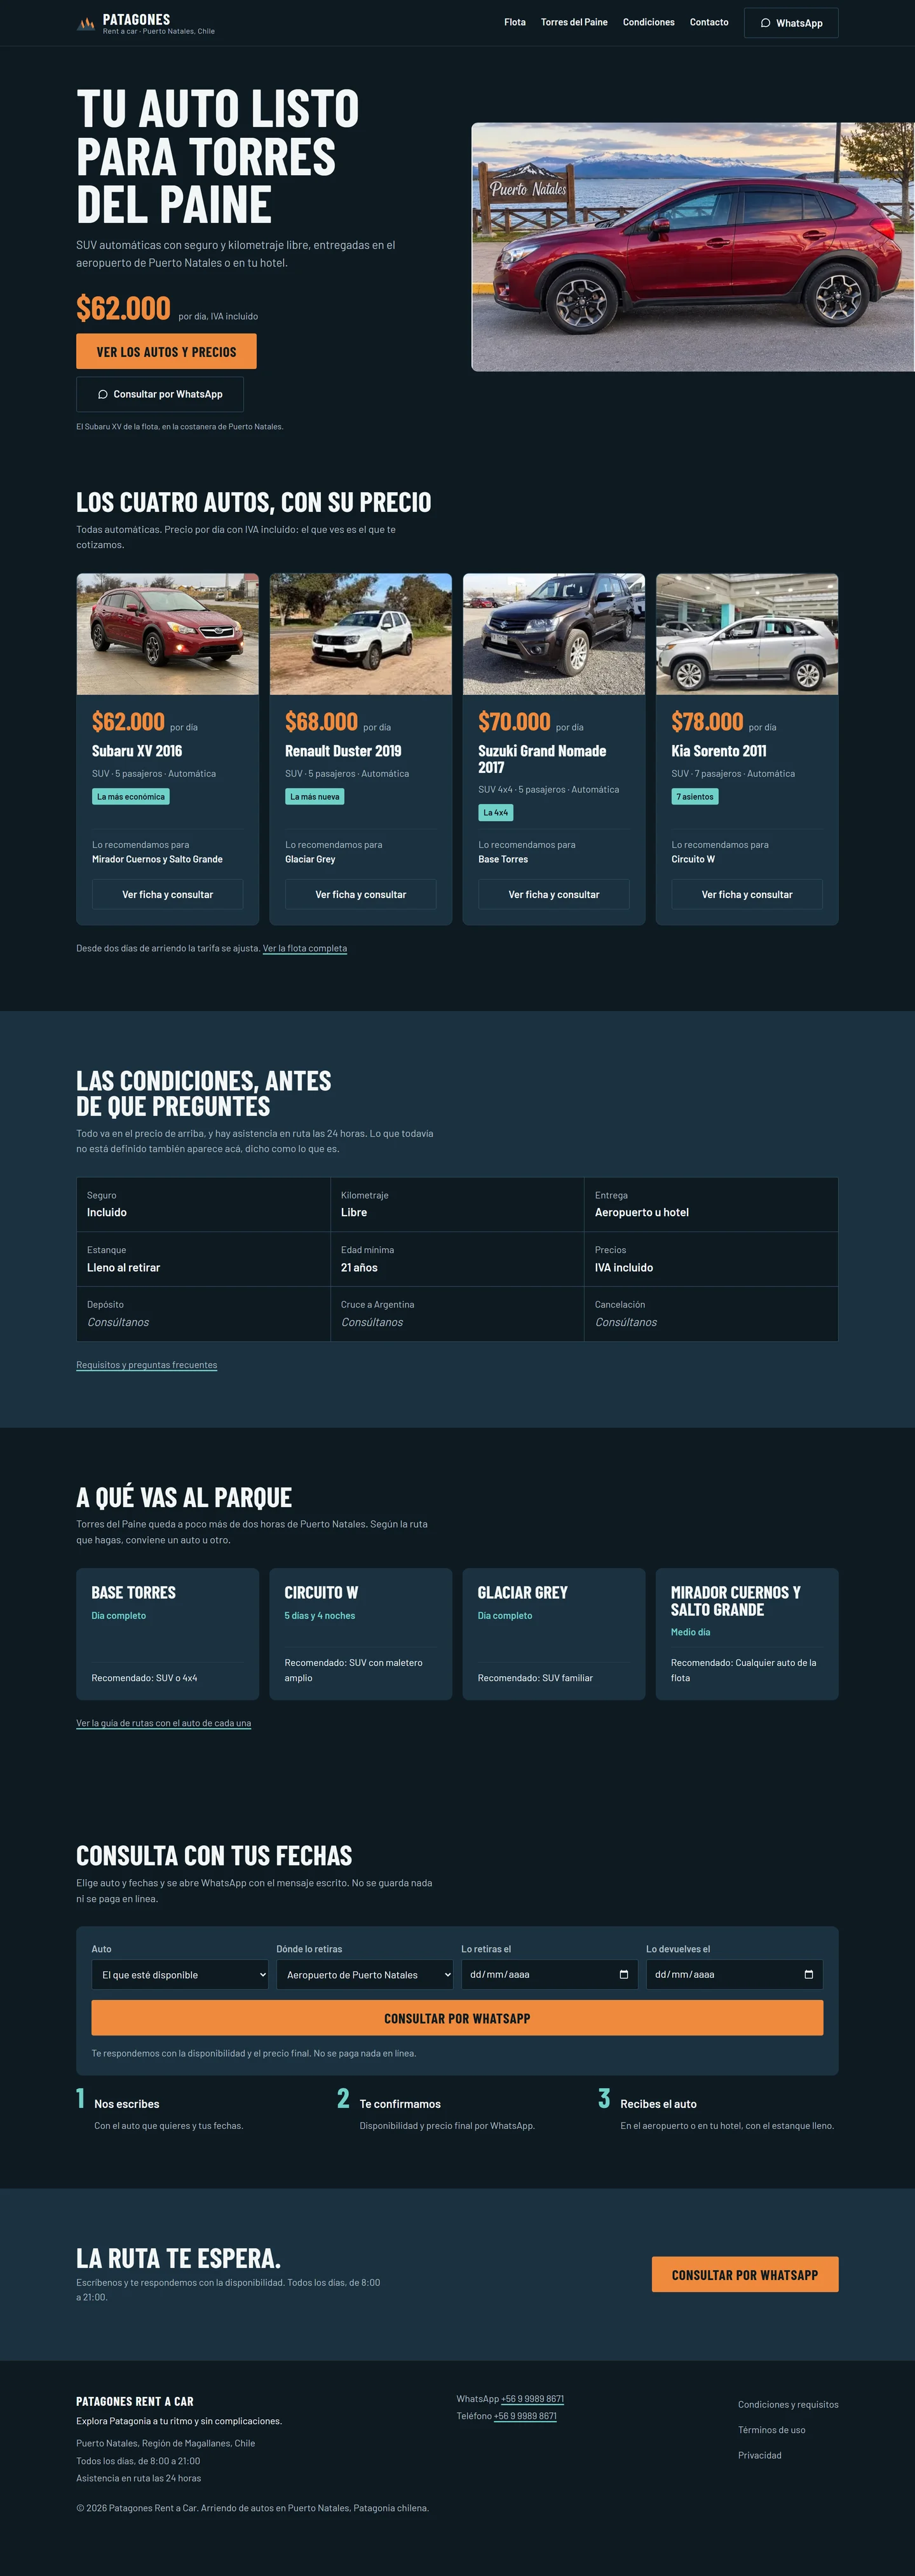 PATAGONES
Rent a car · Puerto Natales, Chile
Flota
Torres del Paine
Condiciones
Contacto
WhatsApp
TU AUTO LISTO
PARA TORRES
DEL PAINE
SUV automáticas con seguro y kilometraje libre, entregadas en el
aeropuerto de Puerto Natales o en tu hotel.
$62.000 por día, IVA incluido
VER LOS AUTOS Y PRECIOS
Consultar por WhatsApp
El Subaru XV de la flota, en la costanera de Puerto Natales.
Puerto Natales
LOS CUATRO AUTOS, CON SU PRECIO
Todas automáticas. Precio por día con IVA incluido: el que ves es el que te
cotizamos.
$62.000 por día
Subaru XV 2016
SUV · 5 pasajeros · Automática
La más económica
Lo recomendamos para
Mirador Cuernos y Salto Grande
Ver ficha y consultar
$68.000 por día
Renault Duster 2019
SUV · 5 pasajeros · Automática
La más nueva
Lo recomendamos para
Glaciar Grey
Ver ficha y consultar
$70.000 por día
Suzuki Grand Nomade
2017
SUV 4x4 · 5 pasajeros · Automática
La 4x4
Lo recomendamos para
Base Torres
Ver ficha y consultar
$78.000 por día
Kia Sorento 2011
SUV · 7 pasajeros · Automática
7 asientos
Lo recomendamos para
Circuito W
Ver ficha y consultar
Desde dos días de arriendo la tarifa se ajusta. Ver la flota completa
LAS CONDICIONES, ANTES
DE QUE PREGUNTES
Todo va en el precio de arriba, y hay asistencia en ruta las 24 horas. Lo que todavía
no está definido también aparece acá, dicho como lo que es.
Seguro
Incluido
Kilometraje
Libre
Entrega
Aeropuerto u hotel
Estanque
Lleno al retirar
Edad mínima
21 años
Precios
IVA incluido
Depósito
Consúltanos
Cruce a Argentina
Consúltanos
Cancelación
Consúltanos
Requisitos y preguntas frecuentes
A QUÉ VAS AL PARQUE
Torres del Paine queda a poco más de dos horas de Puerto Natales. Según la ruta
que hagas, conviene un auto u otro.
BASE TORRES
Día completo
Recomendado: SUV o 4x4
CIRCUITO W
5 días y 4 noches
Recomendado: SUV con maletero
amplio
GLACIAR GREY
Día completo
Recomendado: SUV familiar
MIRADOR CUERNOS Y
SALTO GRANDE
Medio día
Recomendado: Cualquier auto de la
flota
Ver la guía de rutas con el auto de cada una
CONSULTA CON TUS FECHAS
Elige auto y fechas y se abre WhatsApp con el mensaje escrito. No se guarda nada
ni se paga en línea.
Auto
El que esté disponible
Dónde lo retiras
Aeropuerto de Puerto Natales
Lo retiras el
dd/mm/aaaa
Lo devuelves el
dd/mm/aaaa
CONSULTAR POR WHATSAPP
Te respondemos con la disponibilidad y el precio final. No se paga nada en línea.
1 Nos escribes
Con el auto que quieres y tus fechas.
2 Te confirmamos
Disponibilidad y precio final por WhatsApp.
3 Recibes el auto
En el aeropuerto o en tu hotel, con el estanque lleno.
LA RUTA TE ESPERA.
Escríbenos y te respondemos con la disponibilidad. Todos los días, de 8:00
a 21:00.
CONSULTAR POR WHATSAPP
PATAGONES RENT A CAR
Explora Patagonia a tu ritmo y sin complicaciones.
Puerto Natales, Región de Magallanes, Chile
Todos los días, de 8:00 a 21:00
Asistencia en ruta las 24 horas
WhatsApp +56 9 9989 8671
Teléfono +56 9 9989 8671
Condiciones y requisitos
Términos de uso
Privacidad
© 2026 Patagones Rent a Car. Arriendo de autos en Puerto Natales, Patagonia chilena.